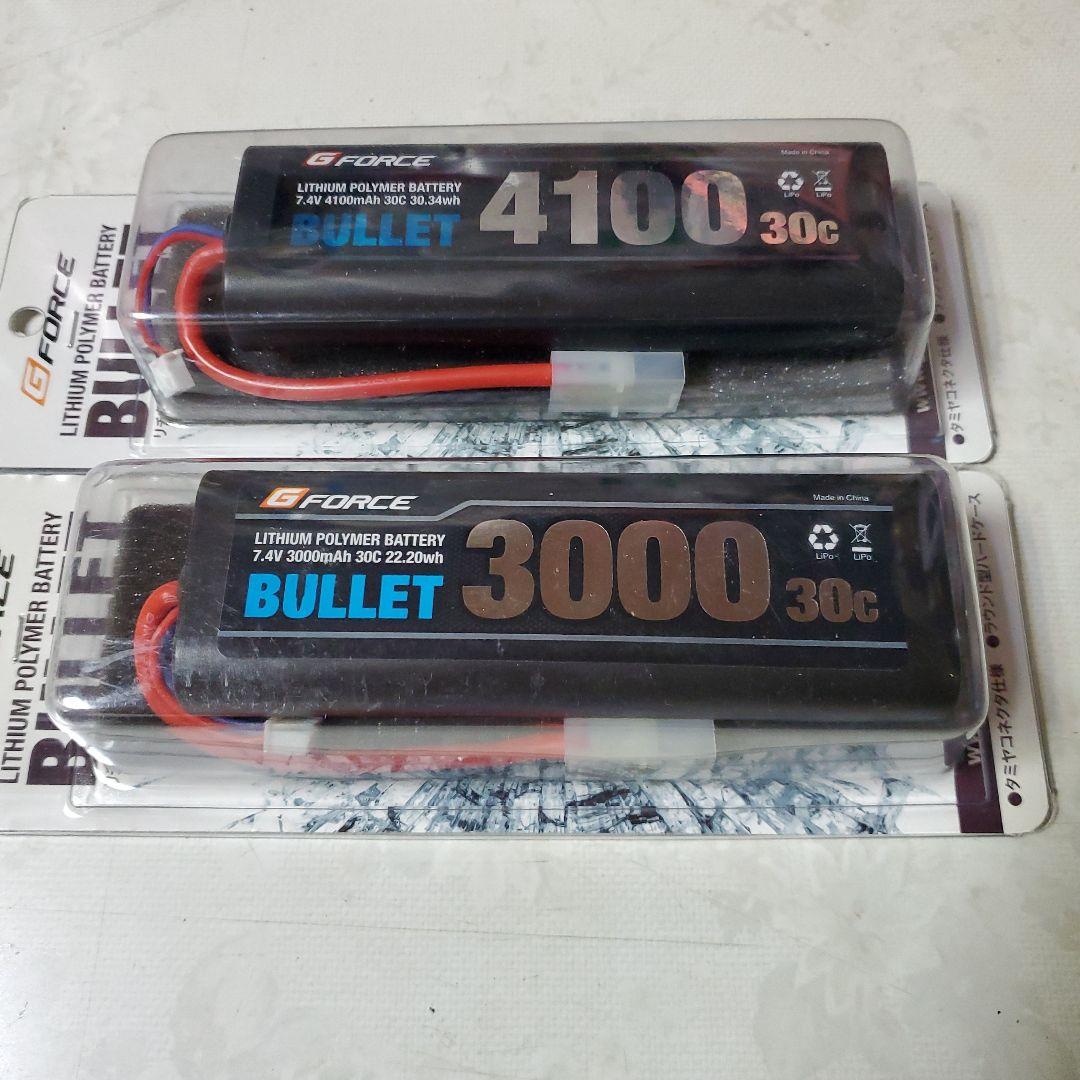 G FORCE
LITHIUM POLYMER BATTERY
7.4V 4100mAh 30C 30.34wh
BULLET
4100
30C
Made in China
LiPo
LiPo
G FORCE
LITHIUM POLYMER BATTERY
●タミヤコネクタ仕様
G FORCE
LITHIUM POLYMER BATTERY
7.4V 3000mAh 30C 22.20wh
BULLET
3000
30C
Made in China
LiPo
LiPo
LITHIUM POLYMER BATTERY
●ラウンド型ハードケース
●タミヤコネクタ仕様